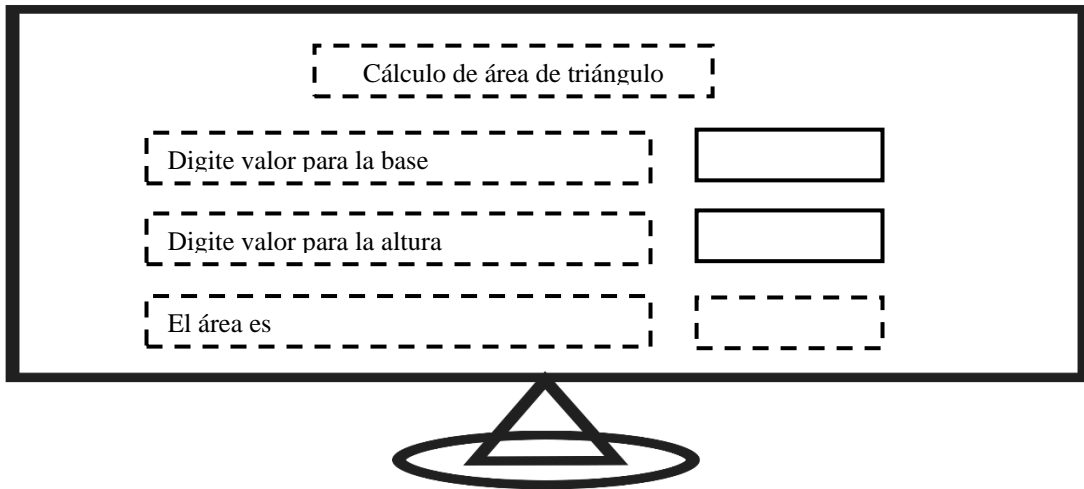 Cálculo de área de triángulo
Digite valor para la base
Digite valor para la altura
El área es